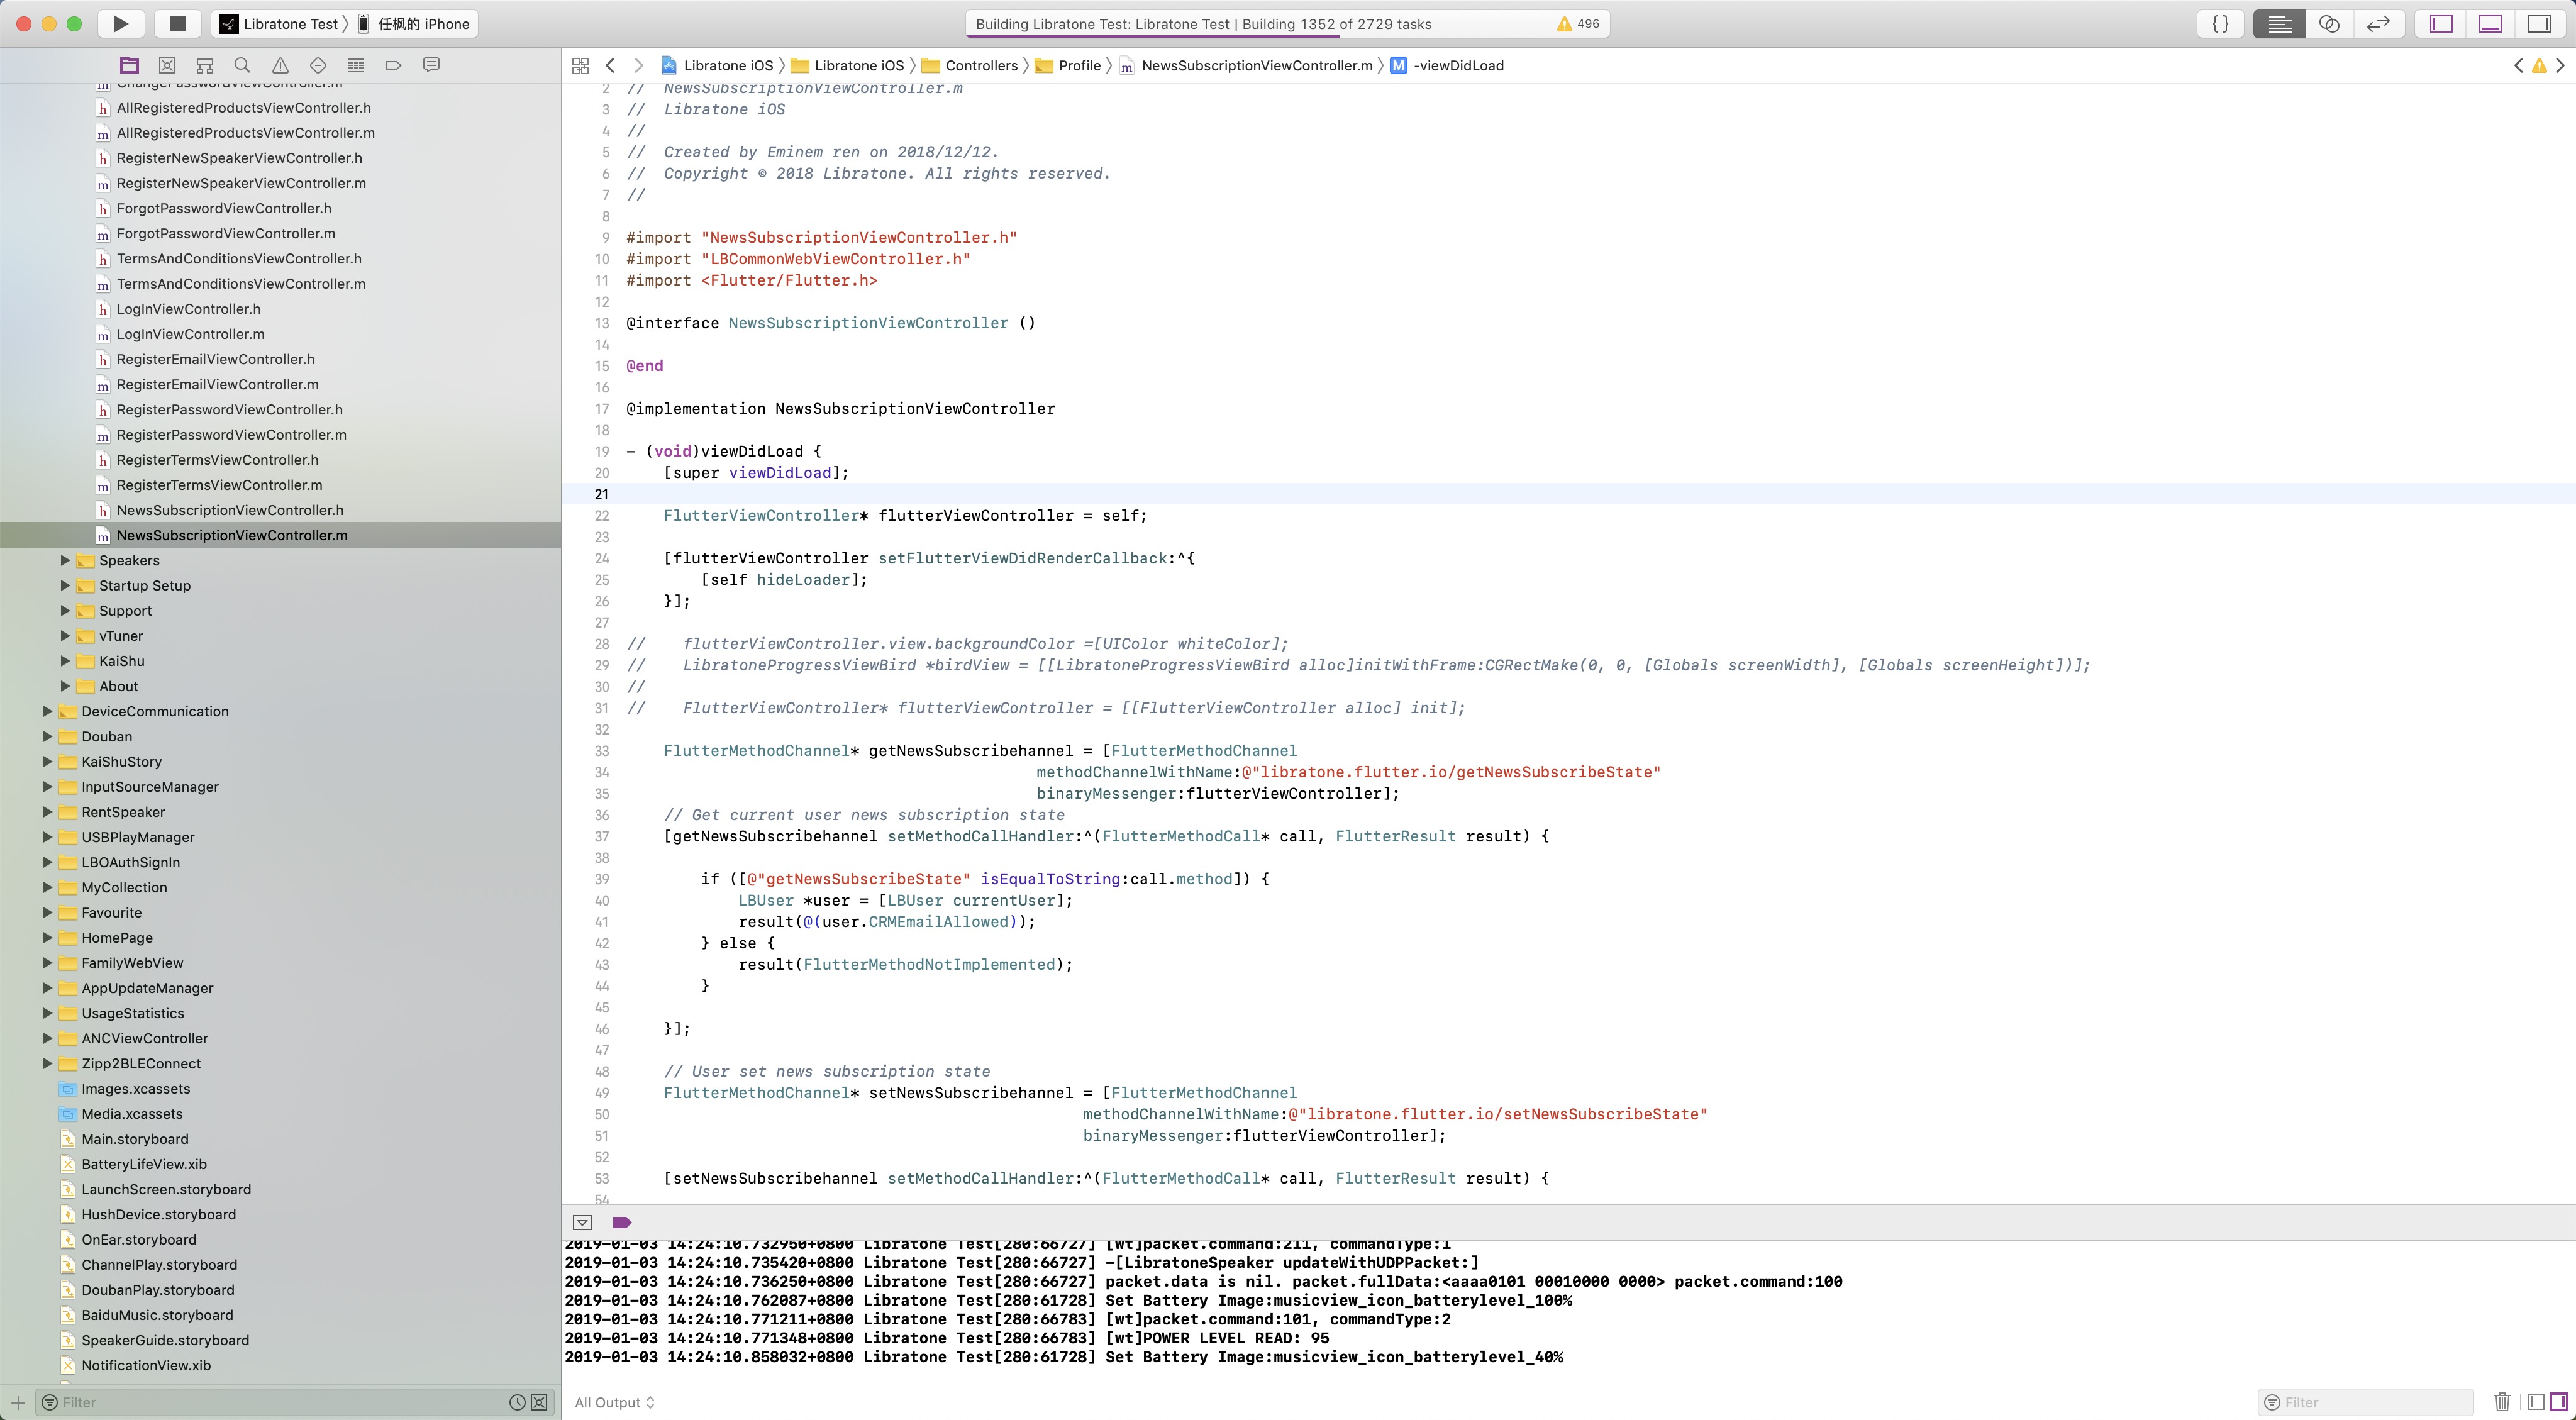 Libratone Test 〉 任枫的 iPhone
Building Libratone Test: Libratone Test | Building 1352 of 2729 tasks
496
{ }
ChangePasswordViewController.m
AllRegisteredProductsViewController.h
AllRegisteredProductsViewController.m
RegisterNewSpeakerViewController.h
RegisterNewSpeakerViewController.m
ForgotPasswordViewController.h
ForgotPasswordViewController.m
TermsAndConditionsViewController.h
TermsAndConditionsViewController.m
LogInViewController.h
LogInViewController.m
RegisterEmailViewController.h
RegisterEmailViewController.m
RegisterPasswordViewController.h
RegisterPasswordViewController.m
RegisterTermsViewController.h
RegisterTermsViewController.m
NewsSubscriptionViewController.h
NewsSubscriptionViewController.m
Speakers
Startup Setup
Support
vTuner
KaiShu
About
DeviceCommunication
Douban
KaiShuStory
InputSourceManager
RentSpeaker
USBPlayManager
LBOAuthSignIn
MyCollection
Favourite
HomePage
FamilyWebView
AppUpdateManager
UsageStatistics
ANCViewController
Zipp2BLEConnect
Images.xcassets
Media.xcassets
Main.storyboard
BatteryLifeView.xib
LaunchScreen.storyboard
HushDevice.storyboard
OnEar.storyboard
ChannelPlay.storyboard
DoubanPlay.storyboard
BaiduMusic.storyboard
SpeakerGuide.storyboard
NotificationView.xib
Filter
Libratone iOS 〉 Libratone iOS 〉 Controllers 〉 Profile 〉 m NewsSubscriptionViewController.m 〉 M -viewDidLoad
2 //  NewsSubscriptionViewController.m
3 //  Libratone iOS
4 //
5 //  Created by Eminem ren on 2018/12/12.
6 //  Copyright © 2018 Libratone. All rights reserved.
7 //
8
9 #import "NewsSubscriptionViewController.h"
10 #import "LBCommonWebViewController.h"
11 #import <Flutter/Flutter.h>
12
13 @interface NewsSubscriptionViewController ()
14
15 @end
16
17 @implementation NewsSubscriptionViewController
18
19 - (void)viewDidLoad {
20     [super viewDidLoad];
21
22     FlutterViewController* flutterViewController = self;
23
24     [flutterViewController setFlutterViewDidRenderCallback:^{
25         [self hideLoader];
26     }];
27
28 //    flutterViewController.view.backgroundColor =[UIColor whiteColor];
29 //    LibratoneProgressViewBird *birdView = [[LibratoneProgressViewBird alloc]initWithFrame:CGRectMake(0, 0, [Globals screenWidth], [Globals screenHeight])];
30 //
31 //    FlutterViewController* flutterViewController = [[FlutterViewController alloc] init];
32
33     FlutterMethodChannel* getNewsSubscribehannel = [FlutterMethodChannel
34                                             methodChannelWithName:@"libratone.flutter.io/getNewsSubscribeState"
35                                             binaryMessenger:flutterViewController];
36     // Get current user news subscription state
37     [getNewsSubscribehannel setMethodCallHandler:^(FlutterMethodCall* call, FlutterResult result) {
38
39         if ([@"getNewsSubscribeState" isEqualToString:call.method]) {
40             LBUser *user = [LBUser currentUser];
41             result(@(user.CRMEmailAllowed));
42         } else {
43             result(FlutterMethodNotImplemented);
44         }
45
46     }];
47
48     // User set news subscription state
49     FlutterMethodChannel* setNewsSubscribehannel = [FlutterMethodChannel
50                                                  methodChannelWithName:@"libratone.flutter.io/setNewsSubscribeState"
51                                                  binaryMessenger:flutterViewController];
52
53     [setNewsSubscribehannel setMethodCallHandler:^(FlutterMethodCall* call, FlutterResult result) {
54
2019-01-03 14:24:10.732950+0800 Libratone Test[280:66727] [wt]packet.command:211, commandType:1
2019-01-03 14:24:10.735420+0800 Libratone Test[280:66727] -[LibratoneSpeaker updateWithUDPPacket:]
2019-01-03 14:24:10.736250+0800 Libratone Test[280:66727] packet.data is nil. packet.fullData:<aaaa0101 00010000 0000> packet.command:100
2019-01-03 14:24:10.762087+0800 Libratone Test[280:61728] Set Battery Image:musicview_icon_batterylevel_100%
2019-01-03 14:24:10.771211+0800 Libratone Test[280:66783] [wt]packet.command:101, commandType:2
2019-01-03 14:24:10.771348+0800 Libratone Test[280:66783] [wt]POWER LEVEL READ: 95
2019-01-03 14:24:10.858032+0800 Libratone Test[280:61728] Set Battery Image:musicview_icon_batterylevel_40%
All Output
Filter